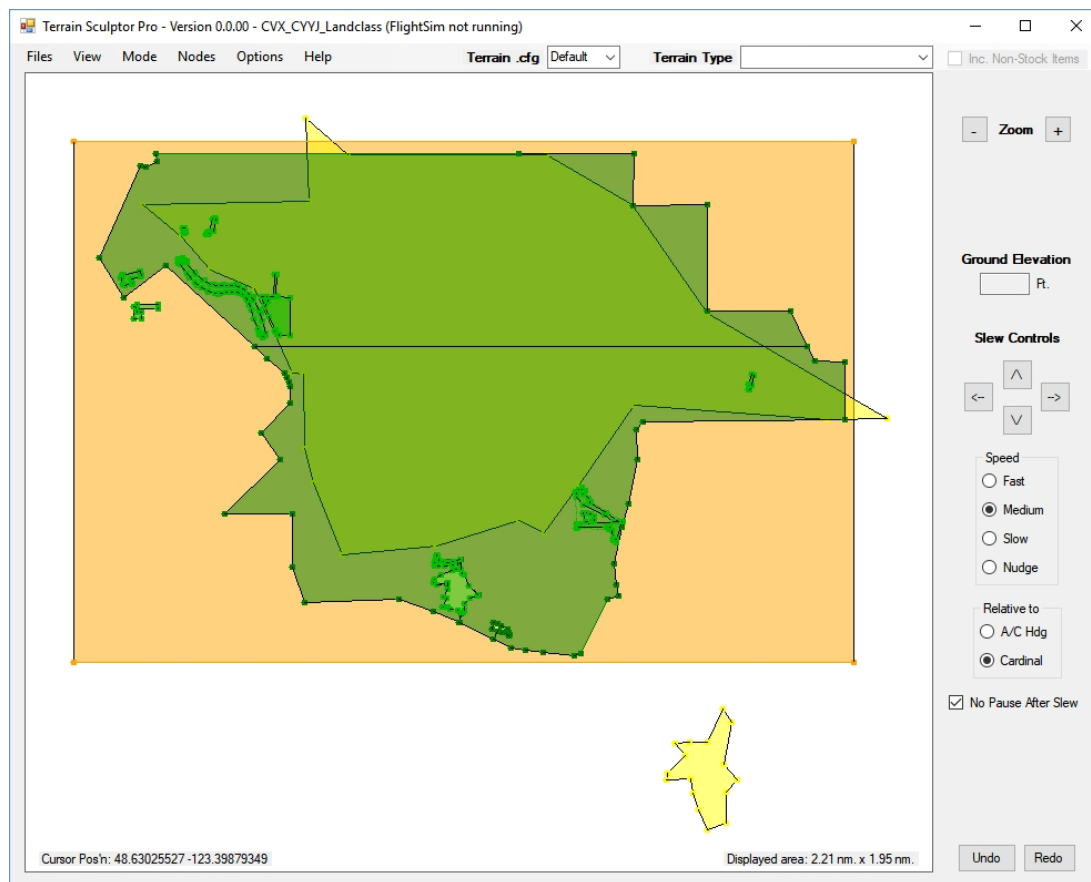 Terrain Sculptor Pro - Version 0.0.00 - CVX_CYYJ_Landclass (FlightSim not running)
Files View Mode Nodes Options Help Terrain .cfg Default Terrain Type Inc. Non-Stock Items
- Zoom +
Ground Elevation
Ft.
Slew Controls
<-- -->
Speed
Fast
Medium
Slow
Nudge
Relative to
A/C Hdg
Cardinal
No Pause After Slew
Cursor Pos'n: 48.63025527 -123.39879349 Displayed area: 2.21 nm. x 1.95 nm.
Undo Redo